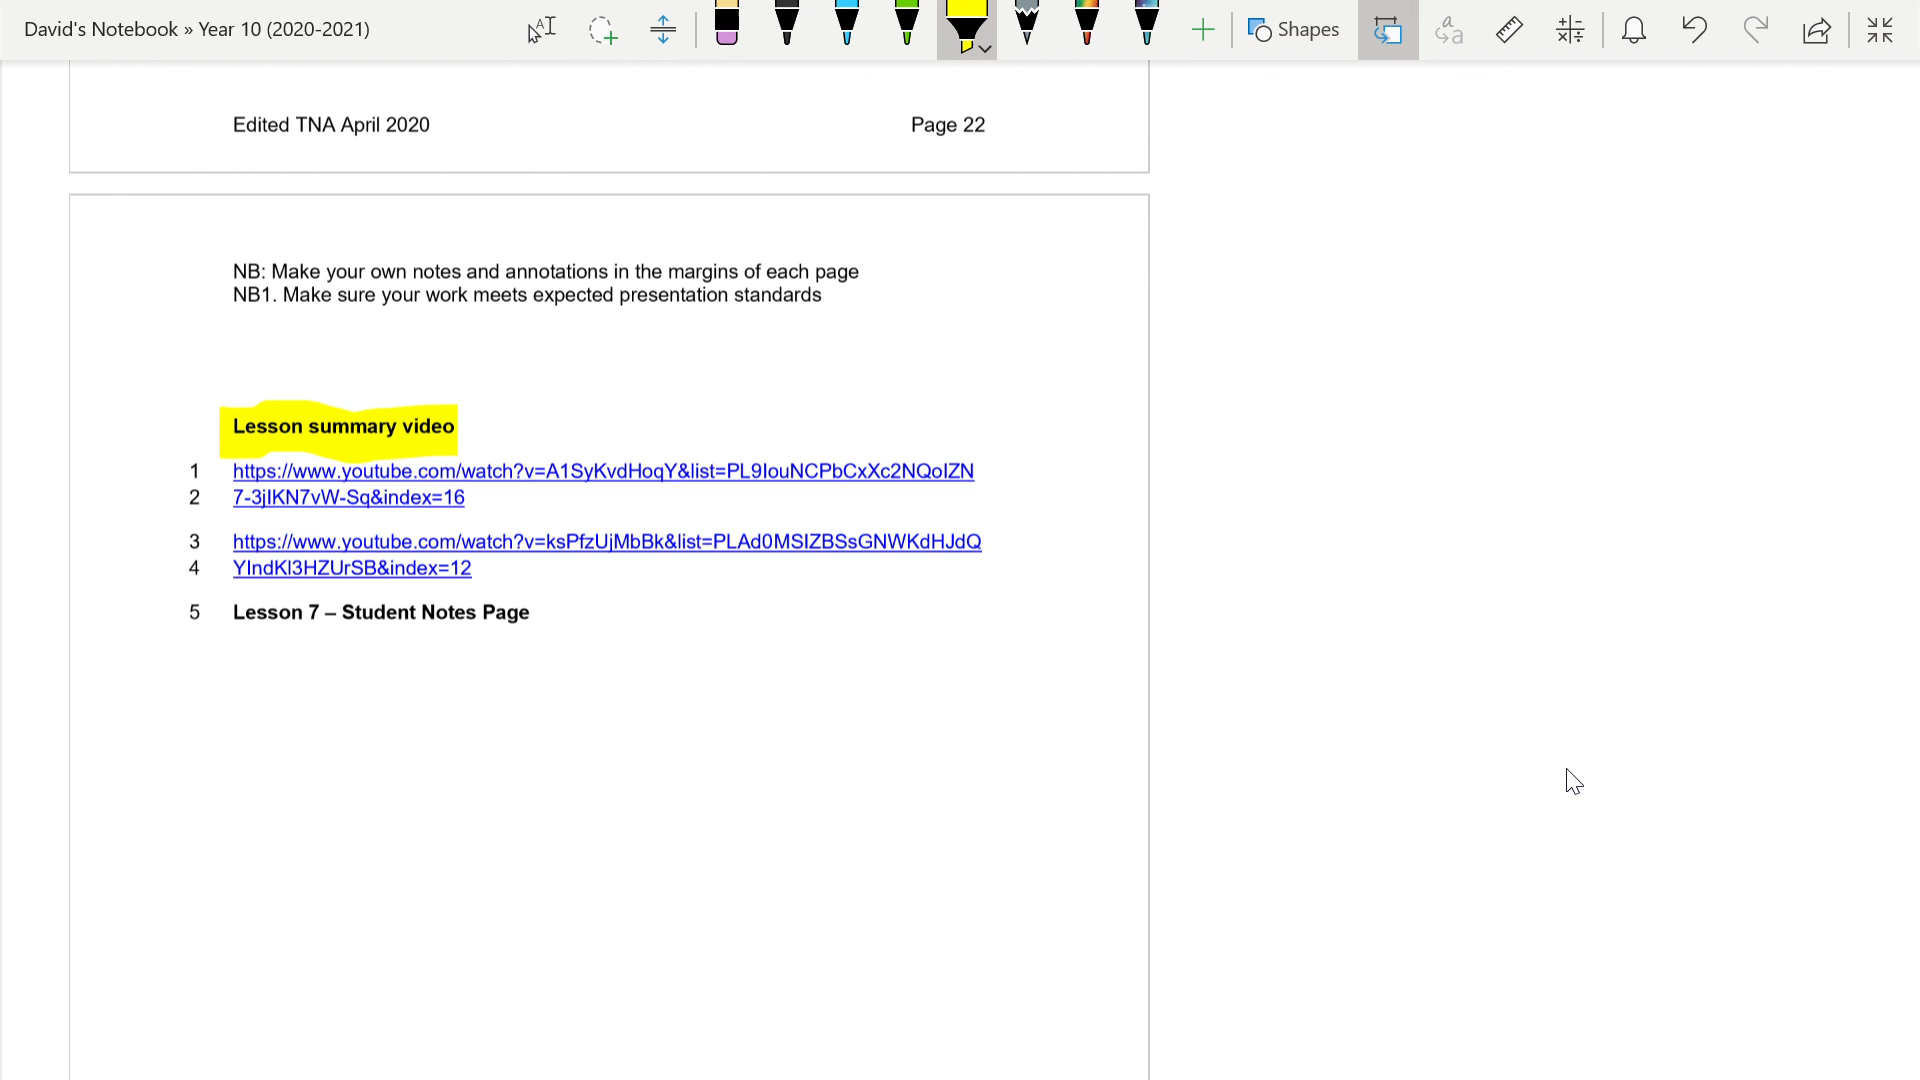 David's Notebook » Year 10 (2020-2021)
Shapes
Edited TNA April 2020 Page 22
NB: Make your own notes and annotations in the margins of each page
NB1. Make sure your work meets expected presentation standards
Lesson summary video
1 https://www.youtube.com/watch?v=A1SyKvdHoqY&list=PL9IouNCPbCxXc2NQoIZN
2 7-3jIKN7vW-Sq&index=16
3 https://www.youtube.com/watch?v=ksPfzUjMbBk&list=PLAd0MSIZBSsGNWKdHJdQ
4 YIndKl3HZUrSB&index=12
5 Lesson 7 – Student Notes Page